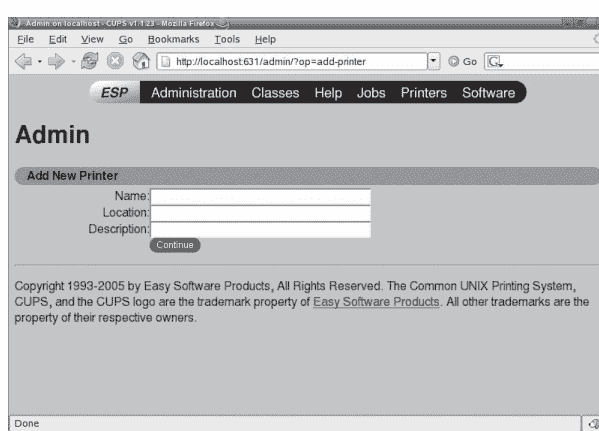 Admin on localhost - CUPS v1.1.23 - Mozilla Firefox
File Edit View Go Bookmarks Tools Help
http://localhost:631/admin/?op=add-printer Go G
ESP Administration Classes Help Jobs Printers Software
Admin
Add New Printer
Name:
Location:
Description:
Continue
Copyright 1993-2005 by Easy Software Products, All Rights Reserved. The Common UNIX Printing System,
CUPS, and the CUPS logo are the trademark property of Easy Software Products. All other trademarks are the
property of their respective owners.
Done